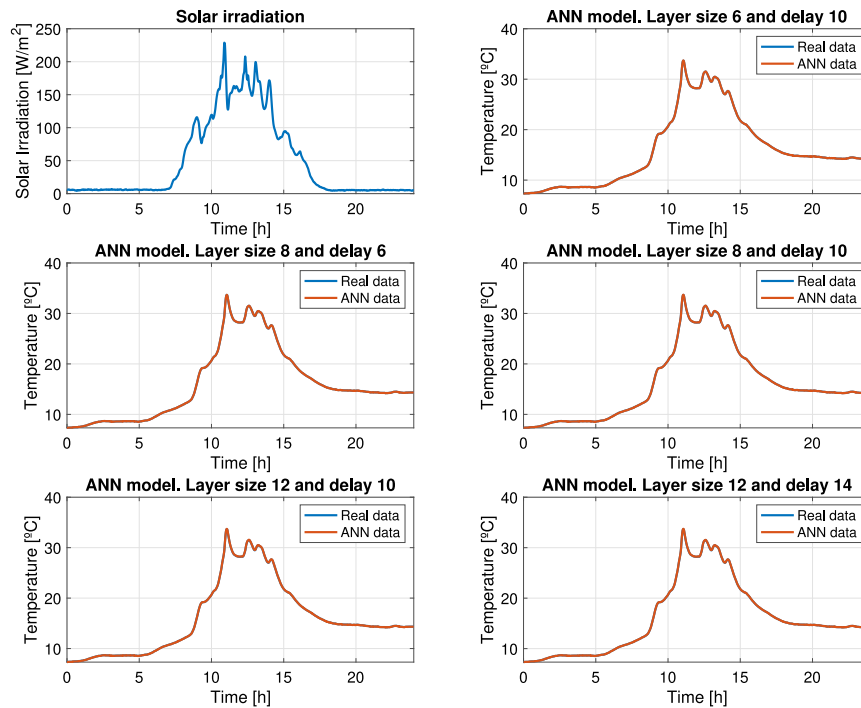 Solar irradiation
Solar Irradiation [W/m²]
250
200
150
100
50
0
0 5 10 15 20
Time [h]
ANN model. Layer size 6 and delay 10
Temperature [ºC]
40
30
20
10
Real data
ANN data
0 5 10 15 20
Time [h]
ANN model. Layer size 8 and delay 6
Temperature [ºC]
40
30
20
10
Real data
ANN data
0 5 10 15 20
Time [h]
ANN model. Layer size 8 and delay 10
Temperature [ºC]
40
30
20
10
Real data
ANN data
0 5 10 15 20
Time [h]
ANN model. Layer size 12 and delay 10
Temperature [ºC]
40
30
20
10
Real data
ANN data
0 5 10 15 20
Time [h]
ANN model. Layer size 12 and delay 14
Temperature [ºC]
40
30
20
10
Real data
ANN data
0 5 10 15 20
Time [h]